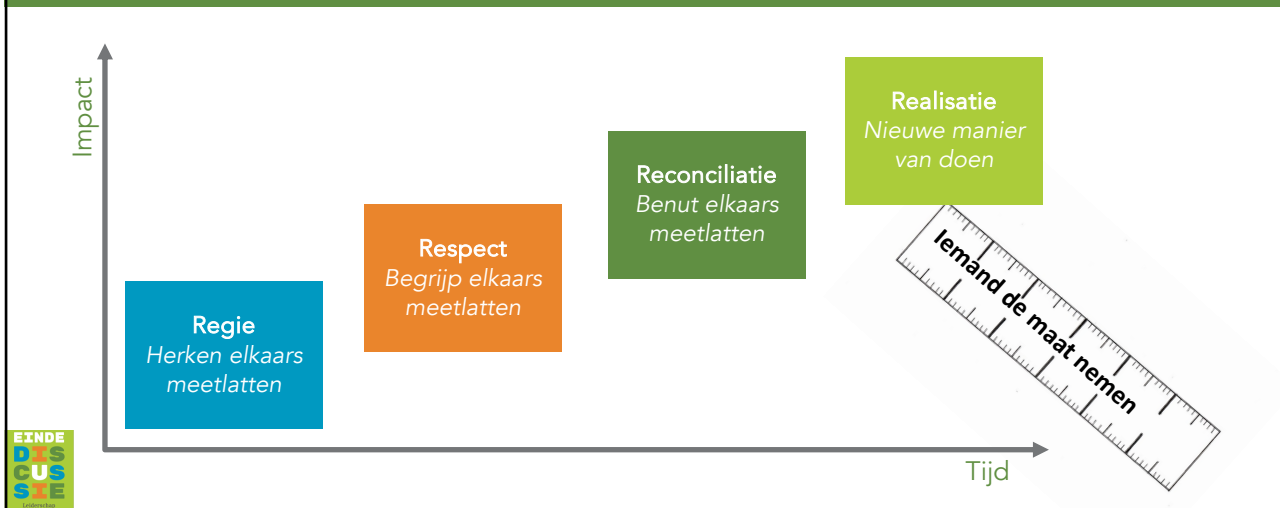 Impact
Realisatie
Nieuwe manier
van doen
Reconciliatie
Benut elkaars
meetlatten
Respect
Begrijp elkaars
meetlatten
Regie
Herken elkaars
meetlatten
Iemand de maat nemen
Tijd
EINDE
DIS
CUS
SIE
Leiderschap